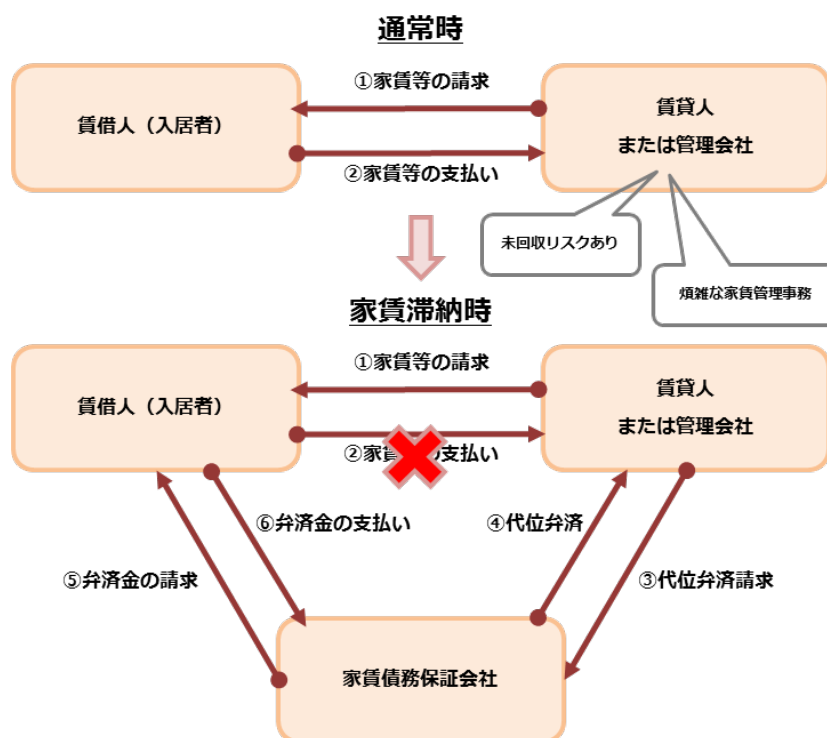 通常時
①家賃等の請求
賃借人（入居者）
賃貸人
または管理会社
②家賃等の支払い
未回収リスクあり
煩雑な家賃管理事務
家賃滞納時
①家賃等の請求
賃借人（入居者）
賃貸人
または管理会社
②家賃の支払い
⑥弁済金の支払い
④代位弁済
⑤弁済金の請求
③代位弁済請求
家賃債務保証会社